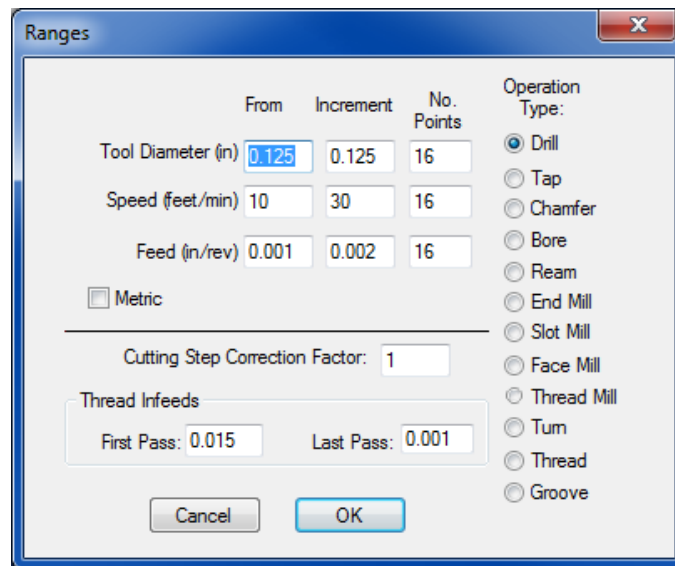 Ranges
x
From Increment No. Points
Tool Diameter (in) 0.125 0.125 16
Speed (feet/min) 10 30 16
Feed (in/rev) 0.001 0.002 16
Metric
Cutting Step Correction Factor: 1
Thread Infeeds
First Pass: 0.015 Last Pass: 0.001
Cancel OK
Operation
Type:
Drill
Tap
Chamfer
Bore
Ream
End Mill
Slot Mill
Face Mill
Thread Mill
Turn
Thread
Groove